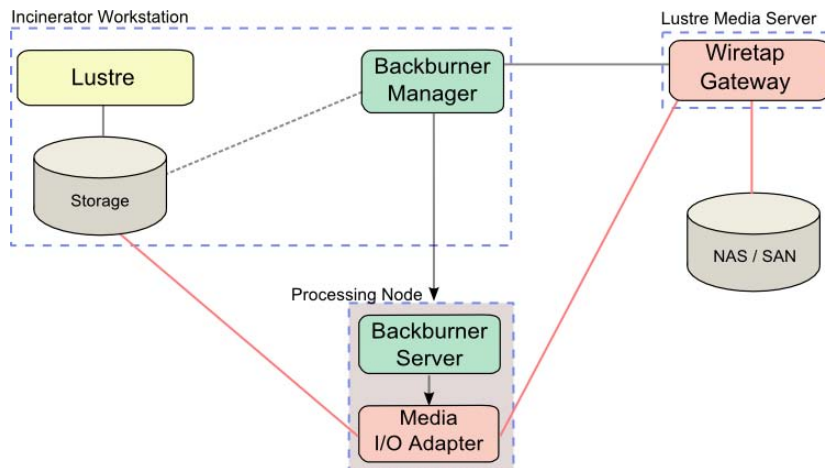 Incinerator Workstation
Lustre Media Server
Lustre
Backburner
Manager
Wiretap
Gateway
Storage
NAS / SAN
Processing Node
Backburner
Server
Media
I/O Adapter